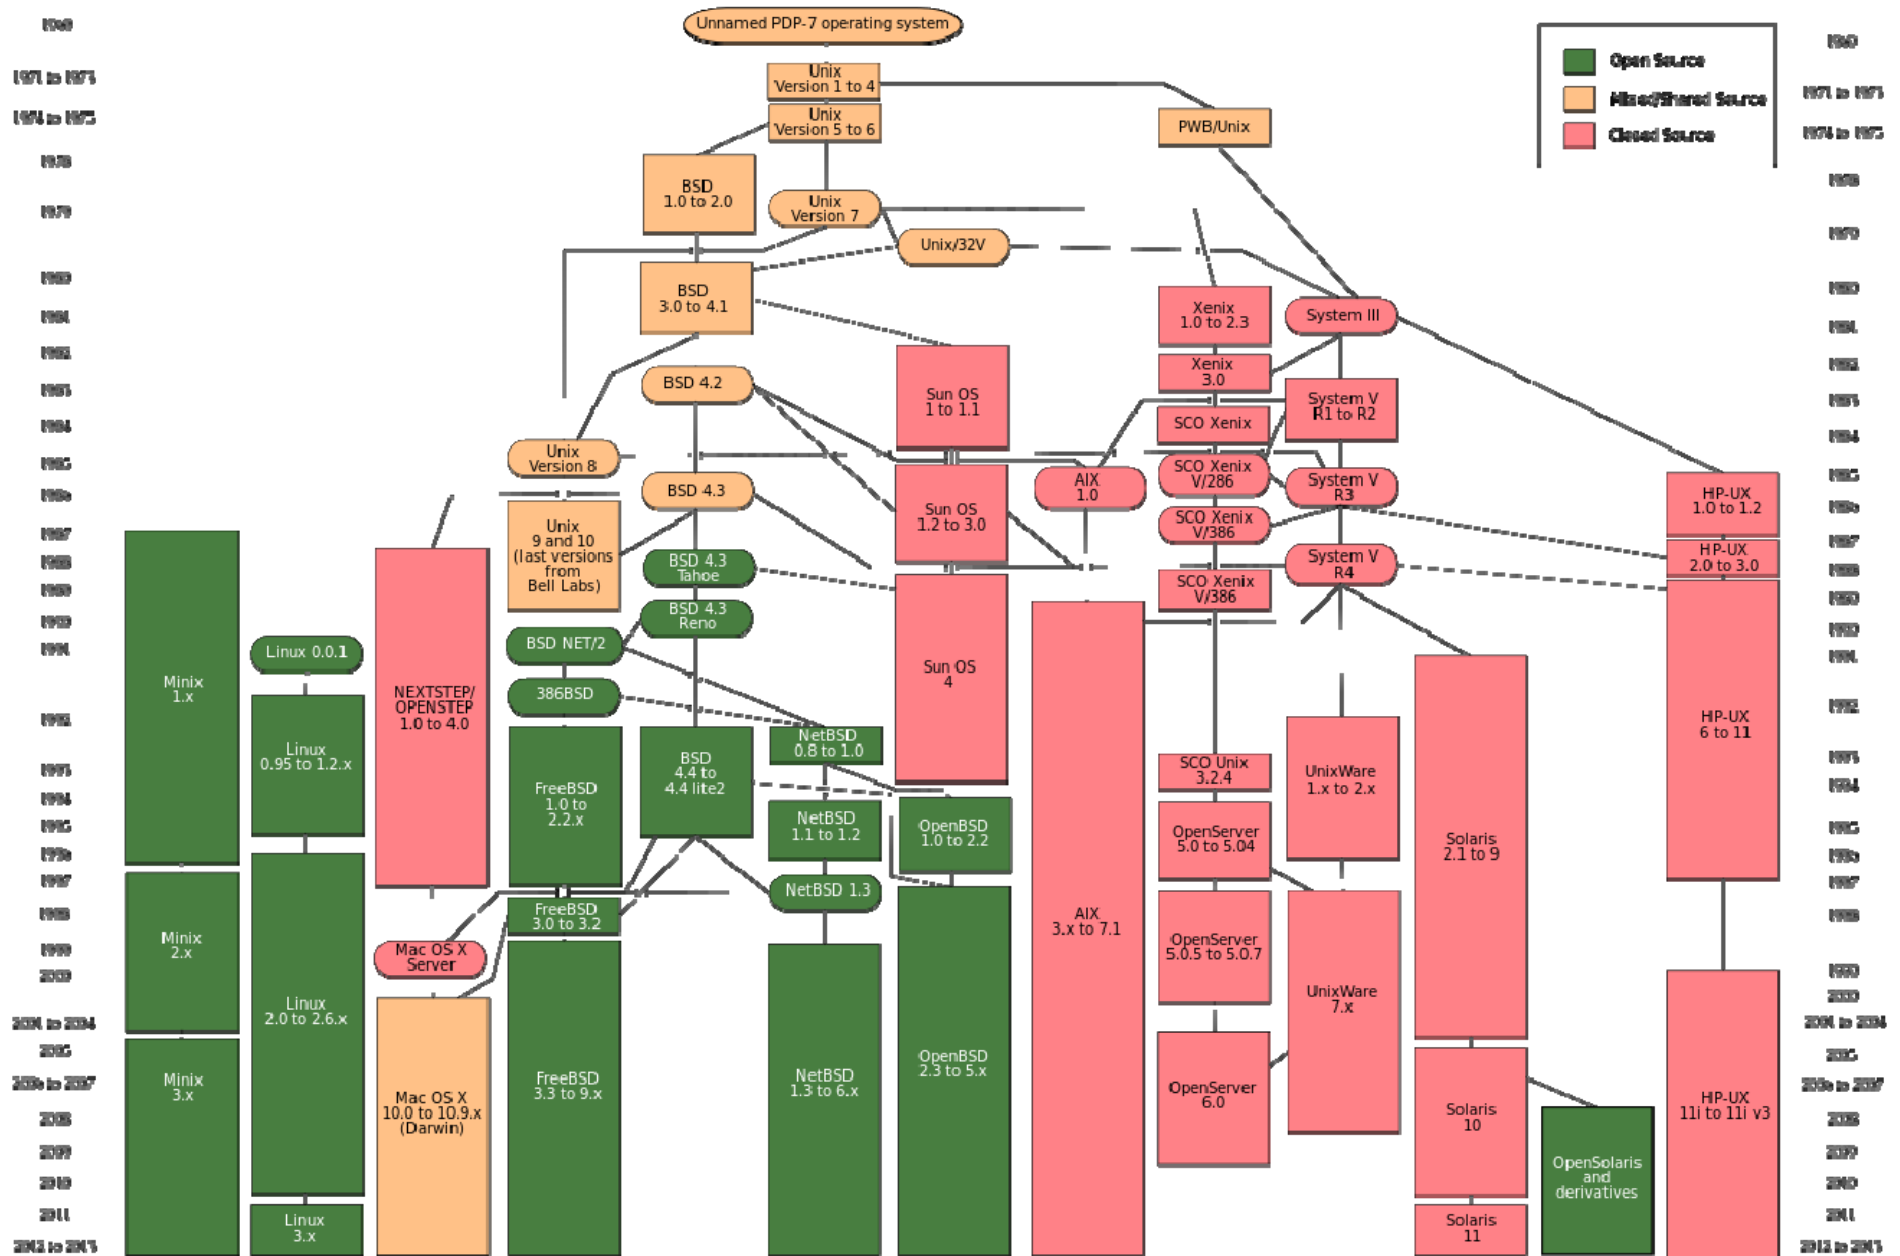 Unnamed PDP-7 operating system
Unix
Version 1 to 4
Unix
Version 5 to 6
PWB/Unix
Open Source
Mixed/Shared Source
Closed Source
BSD
1.0 to 2.0
Unix
Version 7
Unix/32V
BSD
3.0 to 4.1
Xenix
1.0 to 2.3
System III
Xenix
3.0
BSD 4.2
Sun OS
1 to 1.1
System V
R1 to R2
SCO Xenix
Unix
Version 8
SCO Xenix
V/286
BSD 4.3
AIX
1.0
System V
R3
HP-UX
1.0 to 1.2
Sun OS
1.2 to 3.0
SCO Xenix
V/386
Unix
9 and 10
(last versions
from
Bell Labs)
BSD 4.3
Tahoe
System V
R4
HP-UX
2.0 to 3.0
SCO Xenix
V/386
BSD 4.3
Reno
BSD NET/2
Linux 0.0.1
Minix
1.x
NEXTSTEP/
OPENSTEP
1.0 to 4.0
386BSD
Sun OS
4
HP-UX
6 to 11
Linux
0.95 to 1.2.x
NetBSD
0.8 to 1.0
BSD
4.4 to
4.4 lite2
SCO Unix
3.2.4
UnixWare
1.x to 2.x
FreeBSD
1.0 to
2.2.x
NetBSD
1.1 to 1.2
OpenBSD
1.0 to 2.2
OpenServer
5.0 to 5.04
Solaris
2.1 to 9
NetBSD 1.3
FreeBSD
3.0 to 3.2
AIX
3.x to 7.1
Minix
2.x
Mac OS X
Server
OpenServer
5.0.5 to 5.0.7
Linux
2.0 to 2.6.x
UnixWare
7.x
Minix
3.x
Mac OS X
10.0 to 10.9.x
(Darwin)
FreeBSD
3.3 to 9.x
NetBSD
1.3 to 6.x
OpenBSD
2.3 to 5.x
OpenServer
6.0
Solaris
10
HP-UX
11i to 11i v3
OpenSolaris
and
derivatives
Linux
3.x
Solaris
11